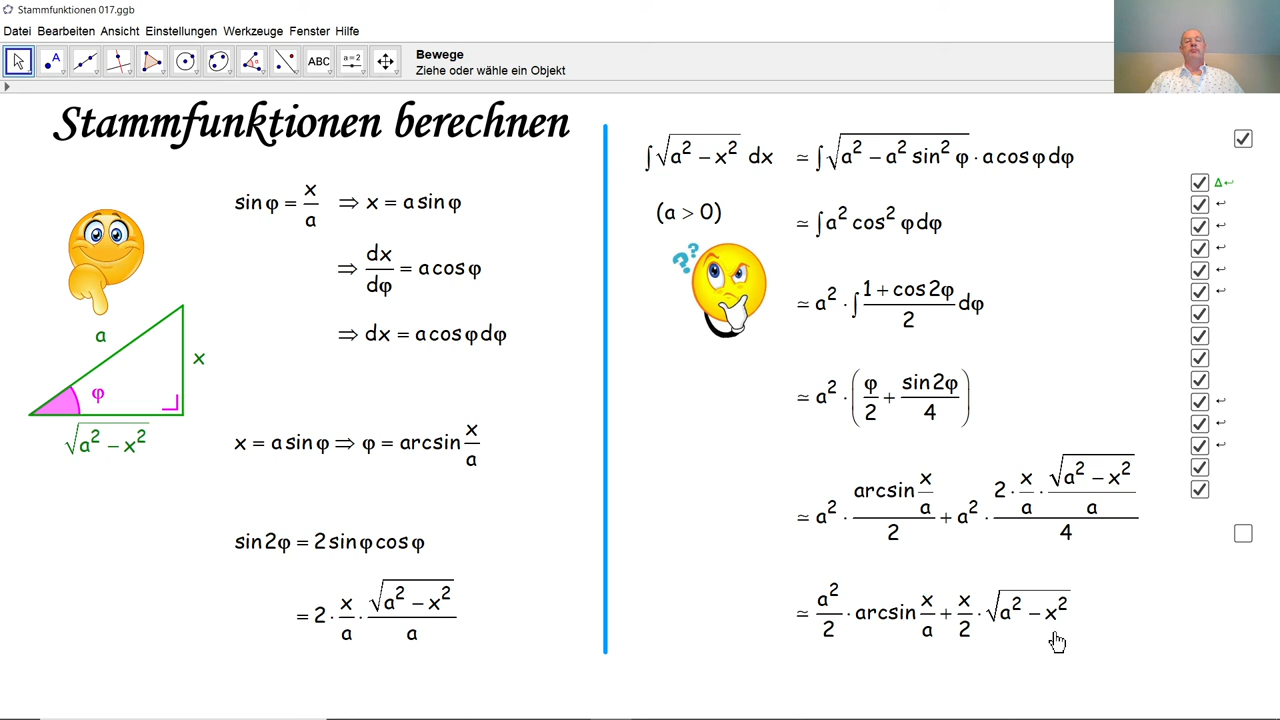 Stammfunktionen 017.ggb
Datei Bearbeiten Ansicht Einstellungen Werkzeuge Fenster Hilfe
A
ABC
a=2
Bewege
Ziehe oder wähle ein Objekt
Stammfunktionen berechnen
sin φ = x/a ⇒ x = a sin φ
⇒ dx/dφ = a cos φ
⇒ dx = a cos φ dφ
a
x
φ
√(a² − x²)
x = a sin φ ⇒ φ = arcsin x/a
sin 2φ = 2 sin φ cos φ
= 2 · x/a · √(a² − x²)/a
∫√(a² − x²) dx ≃ ∫√(a² − a² sin² φ) · a cos φ dφ
(a > 0)
≃ ∫a² cos² φ dφ
??
≃ a² · ∫(1 + cos 2φ)/2 dφ
≃ a² · (φ/2 + sin 2φ/4)
≃ a² · (arcsin x/a)/2 + a² · (2 · x/a · √(a² − x²)/a)/4
≃ a²/2 · arcsin x/a + x/2 · √(a² − x²)